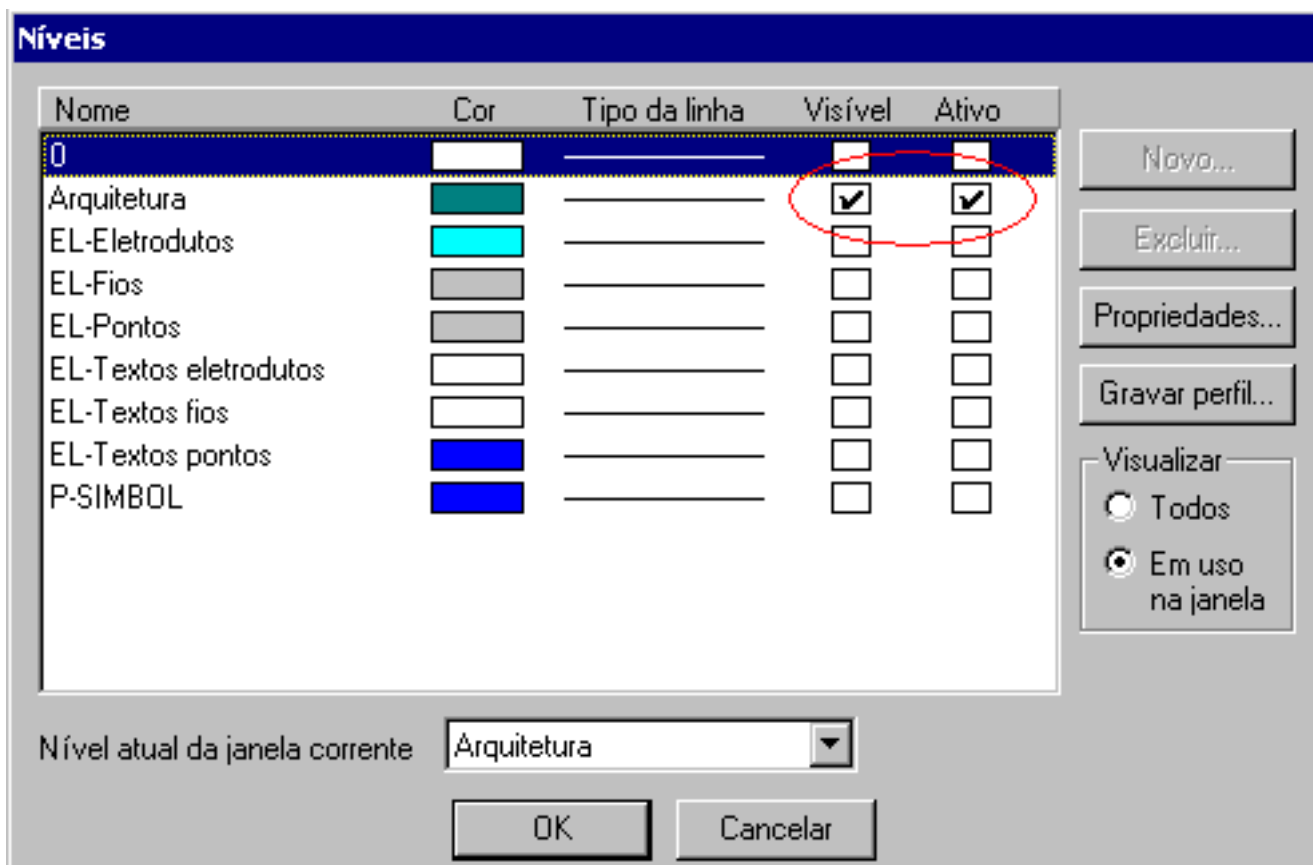 Níveis
Nome Cor Tipo da linha Visível Ativo
0
Arquitetura
EL-Eletrodutos
EL-Fios
EL-Pontos
EL-Textos eletrodutos
EL-Textos fios
EL-Textos pontos
P-SIMBOL
Novo...
Excluir...
Propriedades...
Gravar perfil...
Visualizar
Todos
Em uso
na janela
Nível atual da janela corrente Arquitetura
OK Cancelar